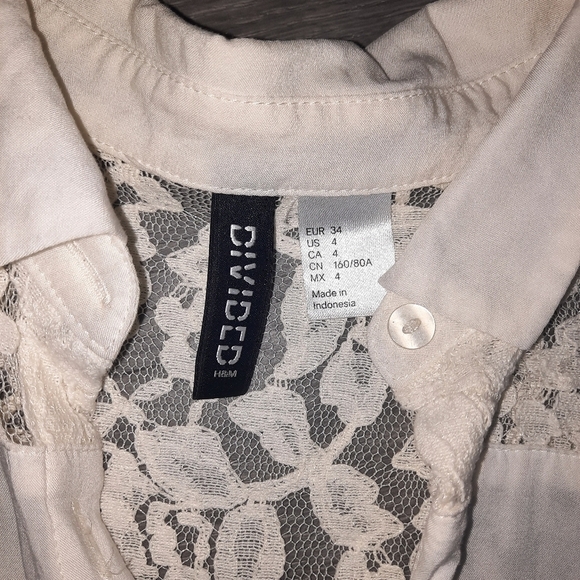 DIVIDED
H&M
EUR 34
US 4
CA 4
CN 160/80A
MX 4
Made in
Indonesia